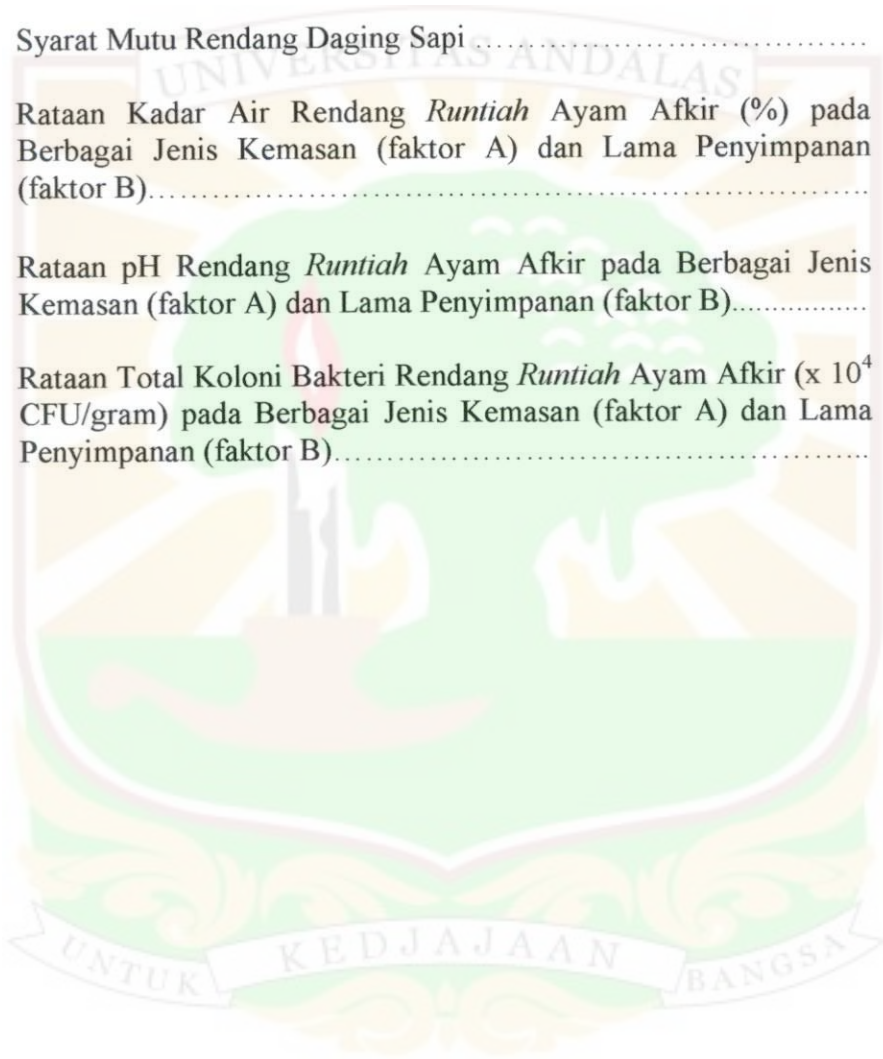 Syarat Mutu Rendang Daging Sapi ......................................
UNIVERSITAS ANDALAS
Rataan Kadar Air Rendang Runtiah Ayam Afkir (%) pada
Berbagai Jenis Kemasan (faktor A) dan Lama Penyimpanan
(faktor B)......................................................................
Rataan pH Rendang Runtiah Ayam Afkir pada Berbagai Jenis
Kemasan (faktor A) dan Lama Penyimpanan (faktor B).................
Rataan Total Koloni Bakteri Rendang Runtiah Ayam Afkir (x 10⁴
CFU/gram) pada Berbagai Jenis Kemasan (faktor A) dan Lama
Penyimpanan (faktor B).....................................................
UNTUK KEDJAJAAN BANGSA